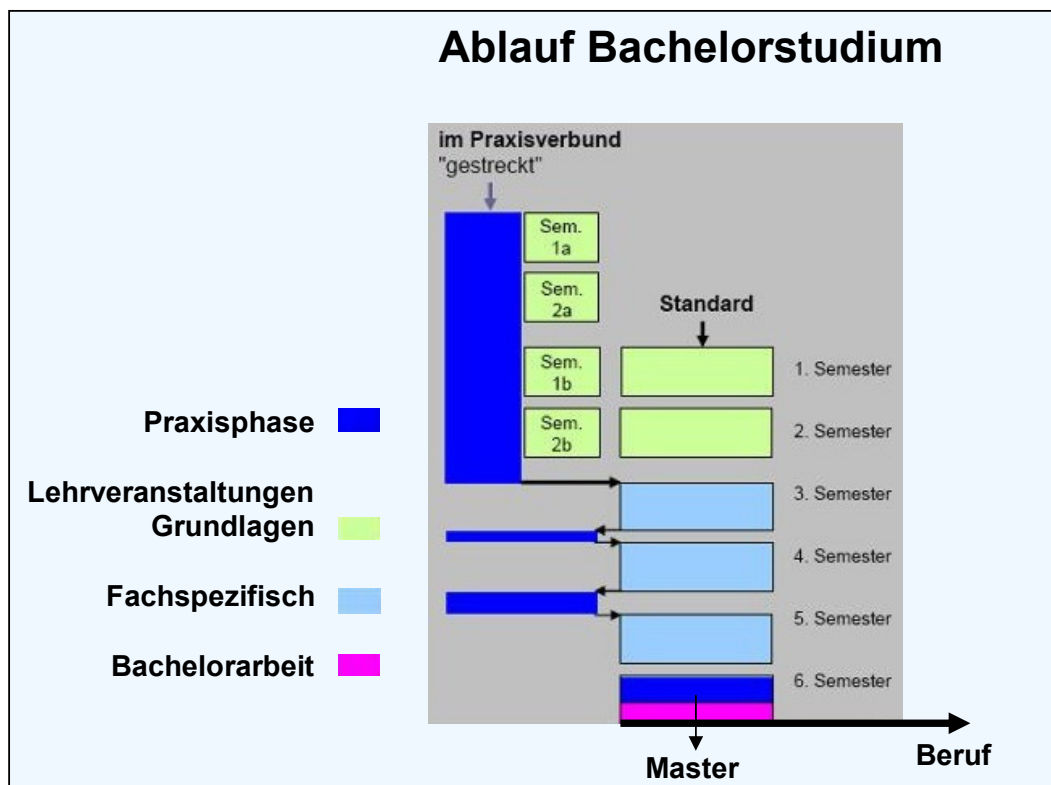 Ablauf Bachelorstudium
im Praxisverbund
"gestreckt"
Sem.
1a
Sem.
2a
Standard
Sem.
1b
1. Semester
Sem.
2b
2. Semester
Praxisphase
Lehrveranstaltungen
Grundlagen
Fachspezifisch
Bachelorarbeit
3. Semester
4. Semester
5. Semester
6. Semester
Master
Beruf